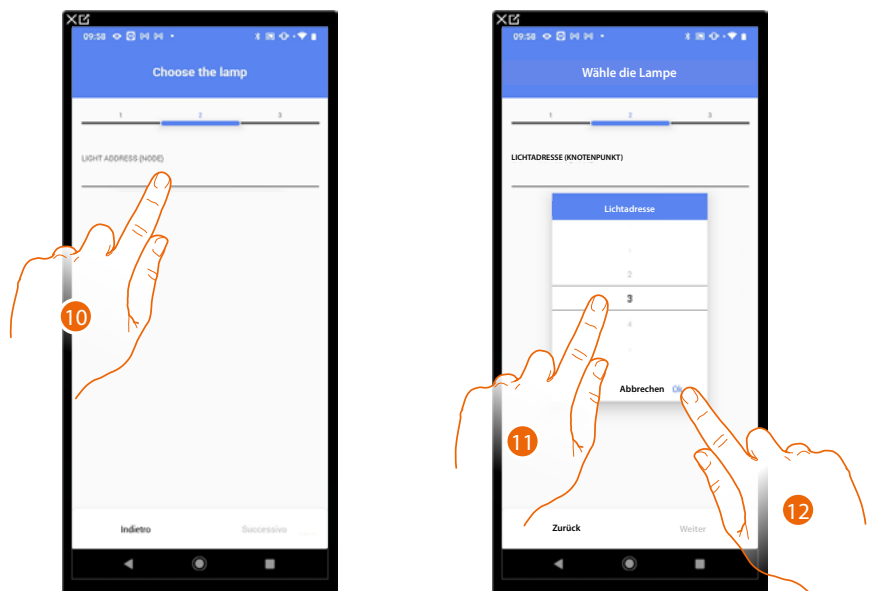 09:58
Choose the lamp
1 2 3
LIGHT ADDRESS (NODE)
10
Indietro Successivo
09:58
Wähle die Lampe
1 2 3
LICHTADRESSE (KNOTENPUNKT)
Lichtadresse
1
2
3
4
Abbrechen Ok
11
12
Zurück Weiter